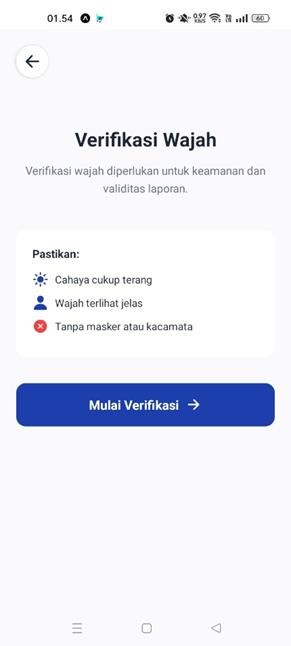 01.54
0.97
KB/S
60
Verifikasi Wajah
Verifikasi wajah diperlukan untuk keamanan dan
validitas laporan.
Pastikan:
Cahaya cukup terang
Wajah terlihat jelas
Tanpa masker atau kacamata
Mulai Verifikasi →